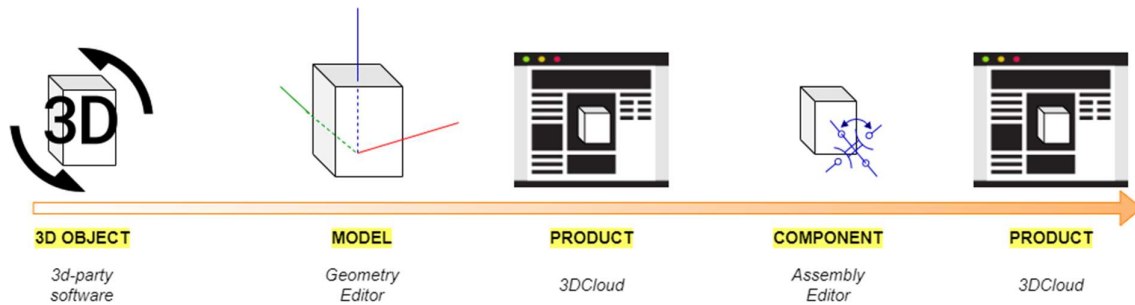 3D
3D OBJECT
MODEL
PRODUCT
COMPONENT
PRODUCT
3d-party
software
Geometry
Editor
3DCloud
Assembly
Editor
3DCloud